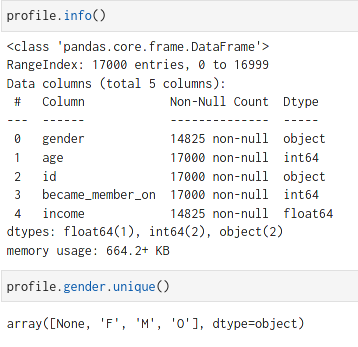 profile.info()
<class 'pandas.core.frame.DataFrame'>
RangeIndex: 17000 entries, 0 to 16999
Data columns (total 5 columns):
 #   Column            Non-Null Count  Dtype
---  ------            --------------  -----
 0   gender            14825 non-null  object
 1   age               17000 non-null  int64
 2   id                17000 non-null  object
 3   became_member_on  17000 non-null  int64
 4   income            14825 non-null  float64
dtypes: float64(1), int64(2), object(2)
memory usage: 664.2+ KB
profile.gender.unique()
array([None, 'F', 'M', 'O'], dtype=object)